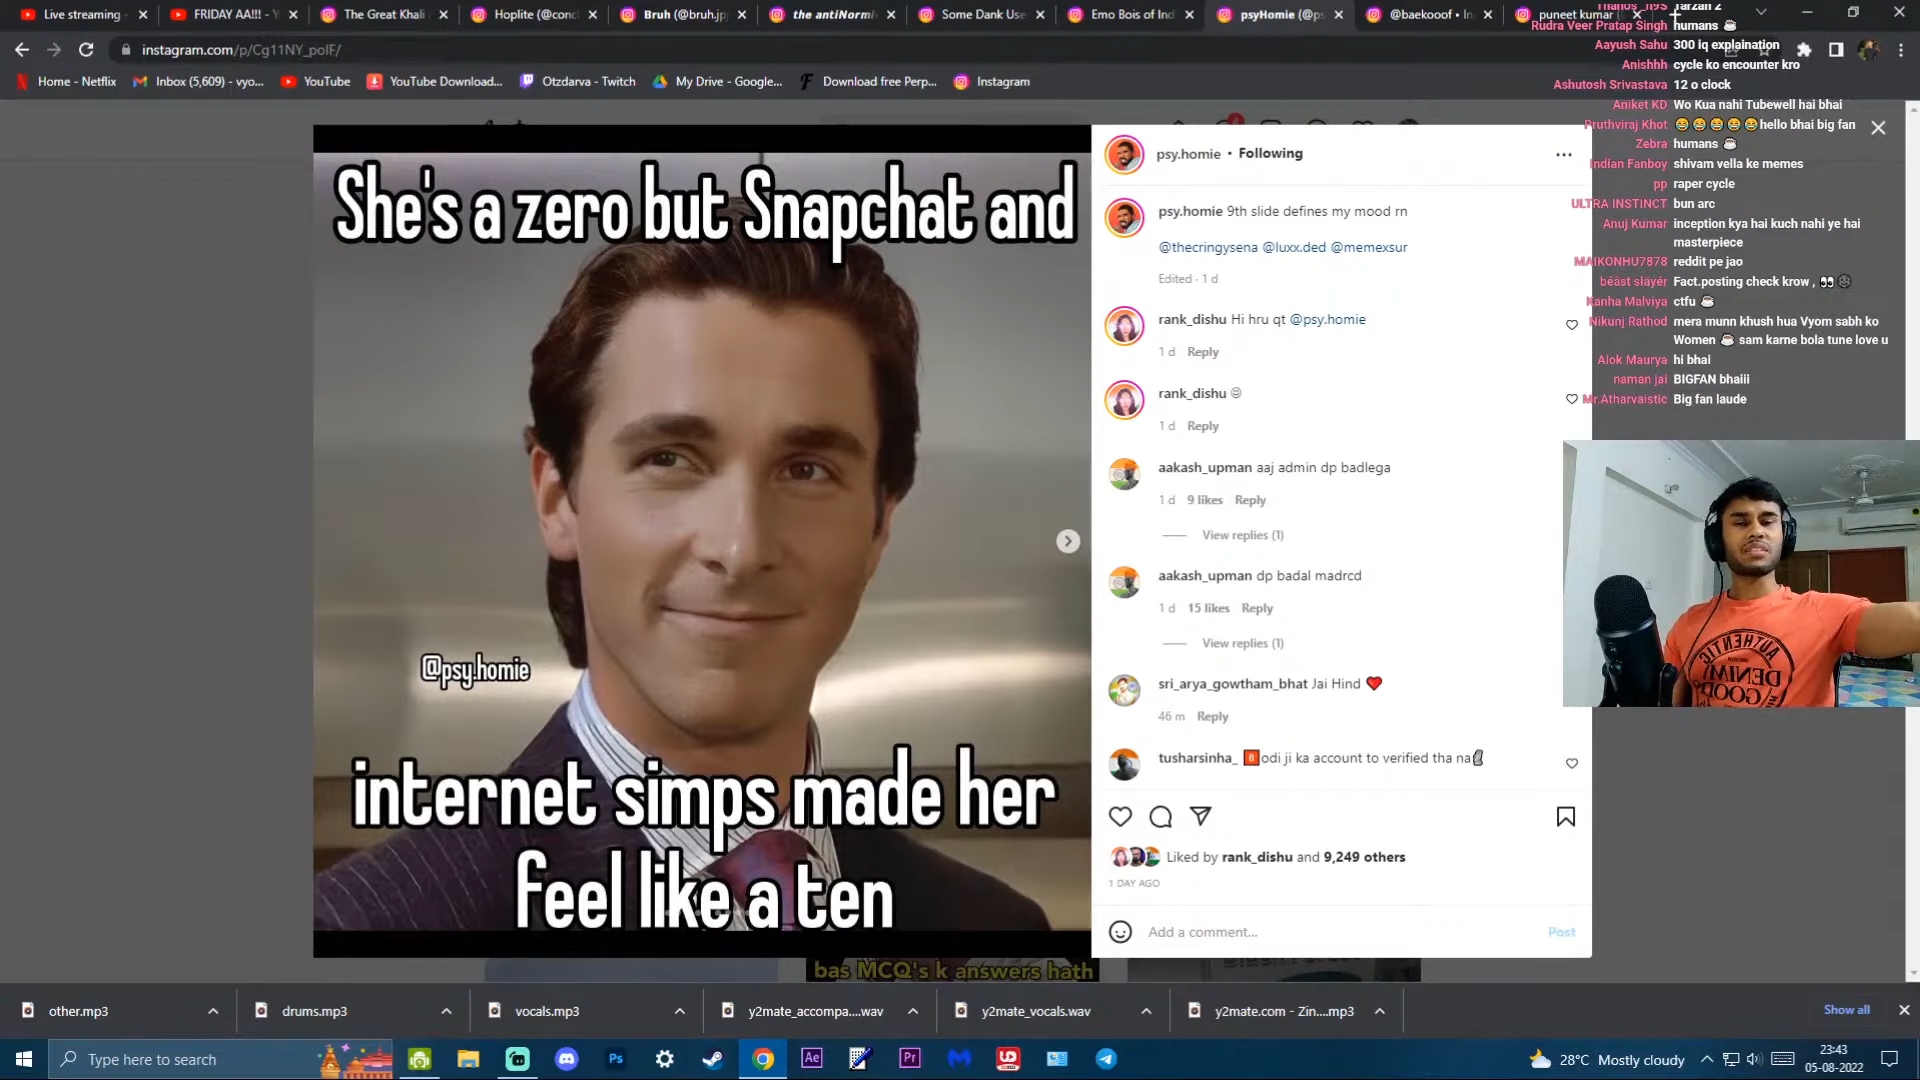 Live streaming -
FRIDAY AA!!! - Y
The Great Khali
Hoplite (@conc
Bruh (@bruh.jp
the antiNormi
Some Dank Use
Emo Bois of Ind
psyHomie (@ps
@baekooof • In
puneet kumar (
instagram.com/p/Cg11NY_polF/
Home - Netflix
Inbox (5,609) - vyo...
YouTube
YouTube Download...
Otzdarva - Twitch
My Drive - Google...
Download free Perp...
Instagram
She's a zero but Snapchat and
@psy.homie
internet simps made her
feel like a ten
bas MCQ's k answers hath
psy.homie • Following
psy.homie 9th slide defines my mood rn
@thecringysena @luxx.ded @memexsur
Edited · 1 d
rank_dishu Hi hru qt @psy.homie
1 d Reply
rank_dishu 😔
1 d Reply
aakash_upman aaj admin dp badlega
1 d 9 likes Reply
View replies (1)
aakash_upman dp badal madrcd
1 d 15 likes Reply
View replies (1)
sri_arya_gowtham_bhat Jai Hind ❤️
46 m Reply
tusharsinha_ 🅱odi ji ka account to verified tha na🗿
Liked by rank_dishu and 9,249 others
1 DAY AGO
Add a comment...
Post
Tarzan 2
Rudra Veer Pratap Singh humans ☕
Aayush Sahu 300 Iq explaination
Anishhh cycle ko encounter kro
Ashutosh Srivastava 12 o clock
Aniket KD Wo Kua nahi Tubewell hai bhai
Pruthviraj Khot 😂😂😂😂😂hello bhai big fan
Zebra humans ☕
Indian Fanboy shivam vella ke memes
pp raper cycle
ULTRA INSTINCT bun arc
Anuj Kumar inception kya hai kuch nahi ye hai
masterpiece
MAIKONHU7878 reddit pe jao
bëäst släyér Fact.posting check krow , 👀🌚
Kanha Malviya ctfu ☕
Nikunj Rathod mera munn khush hua Vyom sabh ko
Women ☕ sam karne bola tune love u
Alok Maurya hi bhai
naman jai BIGFAN bhaiii
Mr.Atharvaistic Big fan laude
AUTHENTIC
DENIM
GOOD
other.mp3
drums.mp3
vocals.mp3
y2mate_accompa....wav
y2mate_vocals.wav
y2mate.com - Zin....mp3
Show all
Type here to search
Ps
Ae
Pr
28°C Mostly cloudy
23:43
05-08-2022